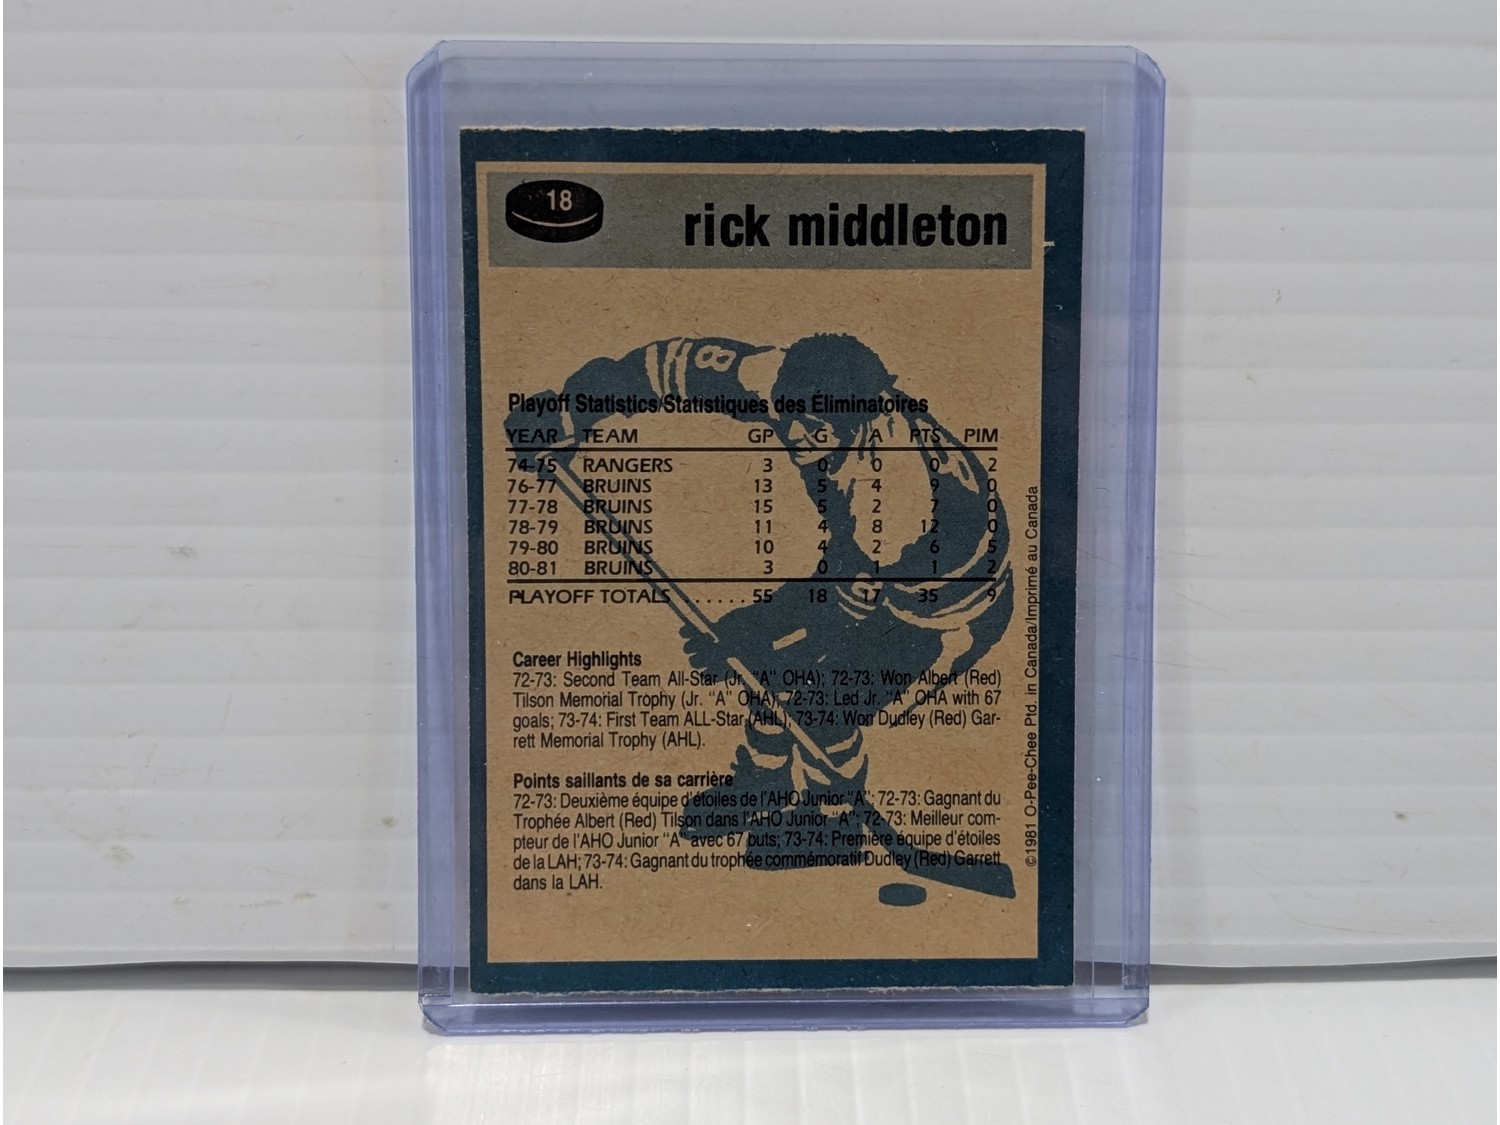 18
rick middleton
Playoff Statistics/Statistiques des Éliminatoires
YEAR TEAM GP G A PTS PIM
74-75 RANGERS 3 0 0 0 2
76-77 BRUINS 13 5 4 9 0
77-78 BRUINS 15 5 2 7 0
78-79 BRUINS 11 4 8 12 0
79-80 BRUINS 10 4 2 6 5
80-81 BRUINS 3 0 1 1 2
PLAYOFF TOTALS ..... 55 18 17 35 9
Career Highlights
72-73: Second Team All-Star (Jr. "A" OHA); 72-73: Won Albert (Red)
Tilson Memorial Trophy (Jr. "A" OHA); 72-73: Led Jr. "A" OHA with 67
goals; 73-74: First Team ALL-Star (AHL); 73-74: Won Dudley (Red) Gar-
rett Memorial Trophy (AHL).
Points saillants de sa carrière
72-73: Deuxième équipe d'étoiles de l'AHO Junior "A"; 72-73: Gagnant du
Trophée Albert (Red) Tilson dans l'AHO Junior "A"; 72-73: Meilleur com-
pteur de l'AHO Junior "A" avec 67 buts; 73-74: Première équipe d'étoiles
de la LAH; 73-74: Gagnant du trophée commémoratif Dudley (Red) Garrett
dans la LAH.
©1981 O-Pee-Chee Ptd. in Canada/Imprimé au Canada
8